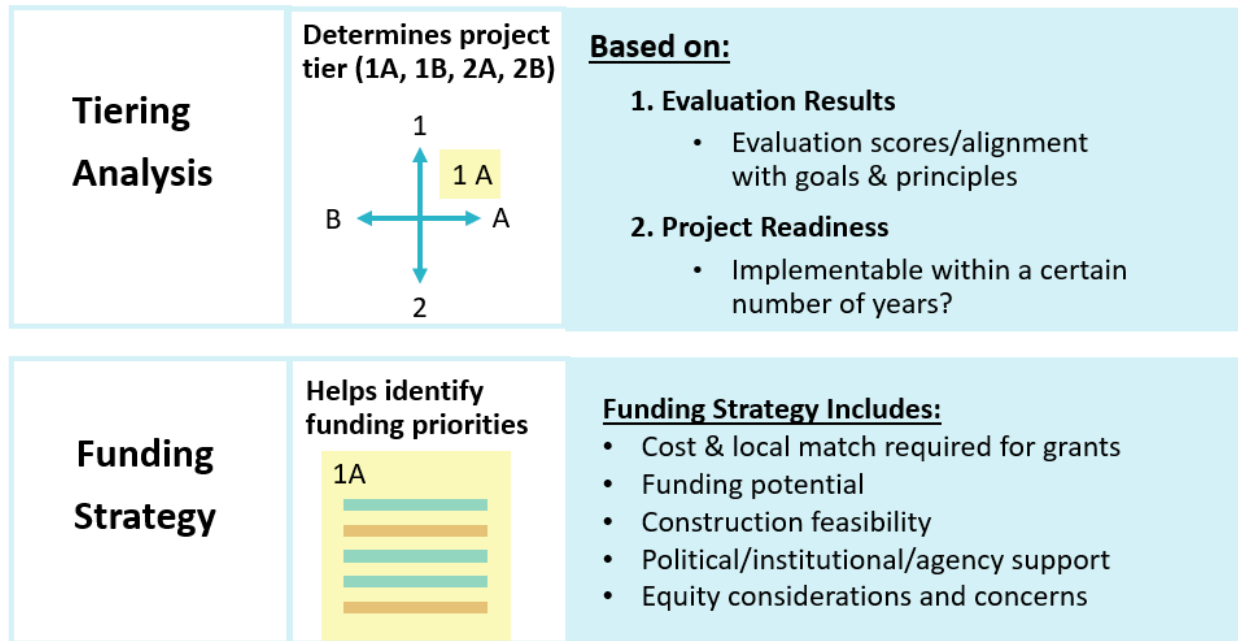 Tiering
Analysis
Determines project
tier (1A, 1B, 2A, 2B)
1
1 A
B
A
2
Based on:
1. Evaluation Results
• Evaluation scores/alignment
with goals & principles
2. Project Readiness
• Implementable within a certain
number of years?
Funding
Strategy
Helps identify
funding priorities
1A
Funding Strategy Includes:
• Cost & local match required for grants
• Funding potential
• Construction feasibility
• Political/institutional/agency support
• Equity considerations and concerns